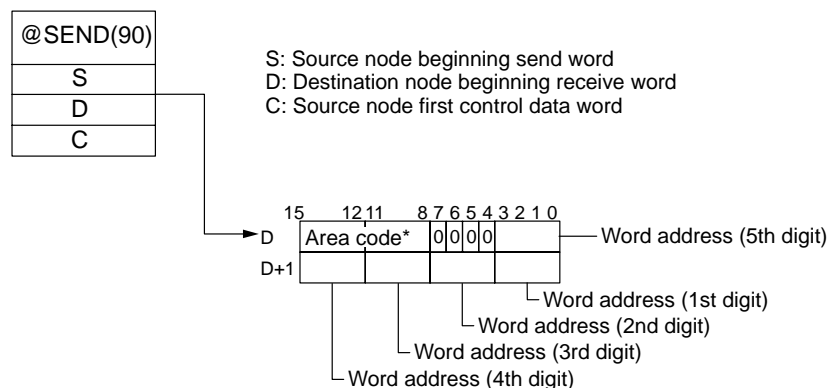 @SEND(90)
S
D
C
S: Source node beginning send word
D: Destination node beginning receive word
C: Source node first control data word
15 12 11 8 7 6 5 4 3 2 1 0
D Area code* 0 0 0 0 Word address (5th digit)
D+1
Word address (1st digit)
Word address (2nd digit)
Word address (3rd digit)
Word address (4th digit)